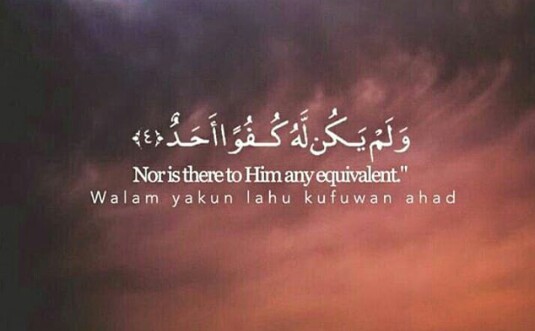 وَلَمْ يَكُن لَّهُ كُفُوًا أَحَدٌ ﴿٤﴾
Nor is there to Him any equivalent."
Walam yakun lahu kufuwan ahad